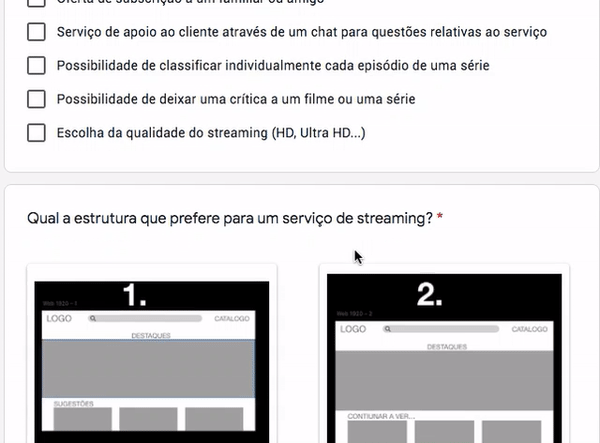 Oferta de subscrição a um familiar ou amigo
Serviço de apoio ao cliente através de um chat para questões relativas ao serviço
Possibilidade de classificar individualmente cada episódio de uma série
Possibilidade de deixar uma crítica a um filme ou uma série
Escolha da qualidade do streaming (HD, Ultra HD...)
Qual a estrutura que prefere para um serviço de streaming? *
1.
Web 1920 – 1
LOGO
CATALOGO
DESTAQUES
SUGESTÕES
2.
Web 1920 – 2
LOGO
CATALOGO
DESTAQUES
CONTIUNAR A VER...